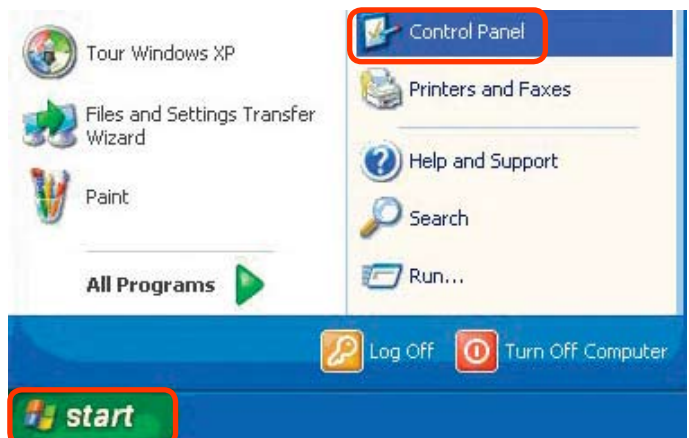 Tour Windows XP
Files and Settings Transfer
Wizard
Paint
All Programs
Control Panel
Printers and Faxes
Help and Support
Search
Run...
Log Off
Turn Off Computer
start